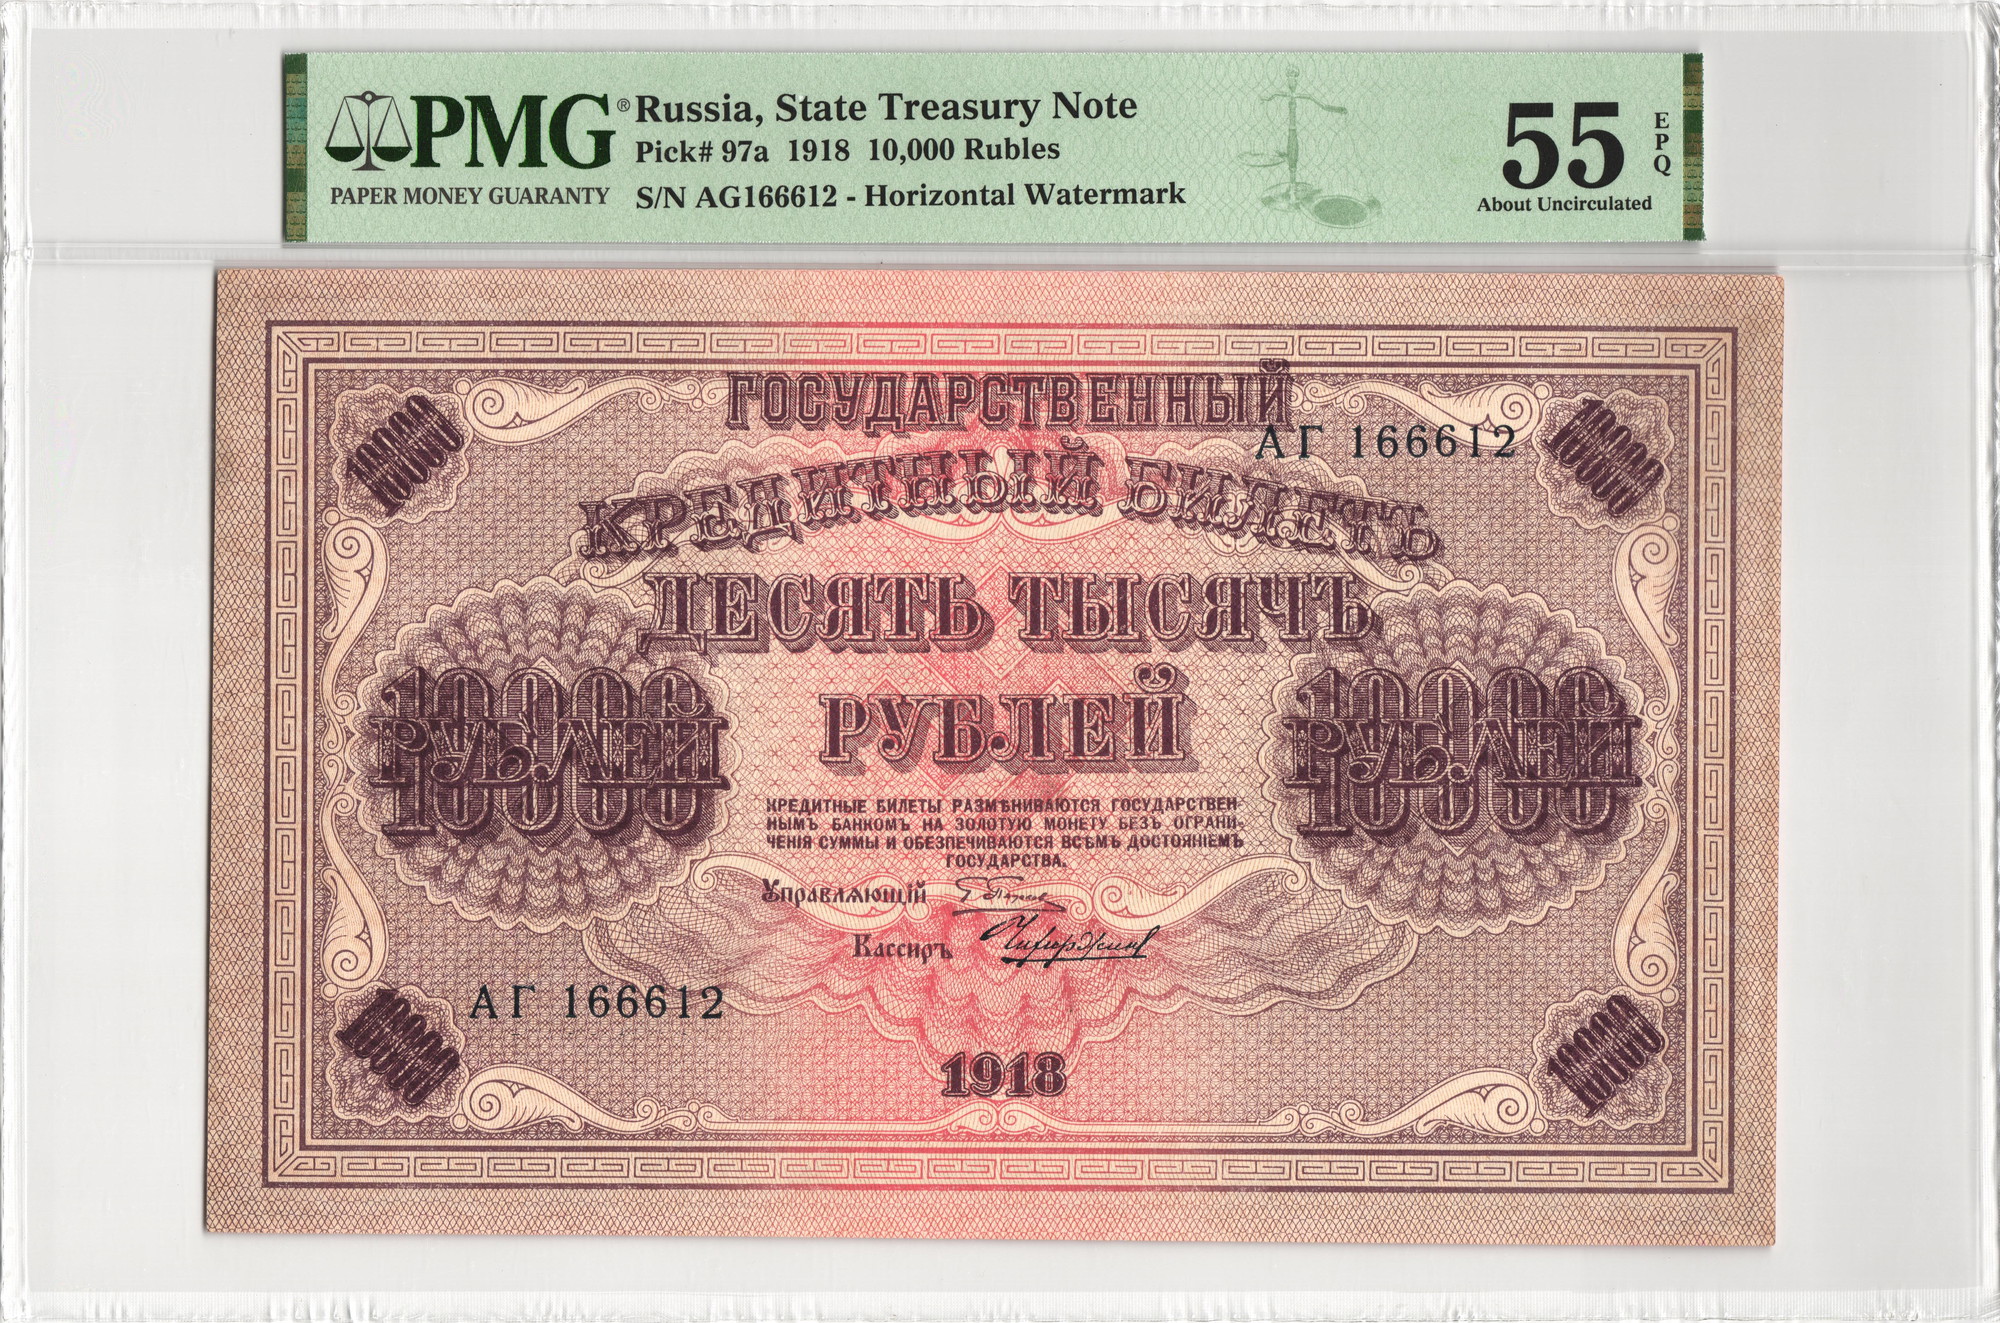 PMG®
PAPER MONEY GUARANTY
Russia, State Treasury Note
Pick# 97a 1918 10,000 Rubles
S/N AG166612 - Horizontal Watermark
55
EPQ
About Uncirculated
10000
10000
ГОСУДАРСТВЕННЫЙ
АГ 166612
КРЕДИТНЫЙ БИЛЕТЪ
ДЕСЯТЬ ТЫСЯЧЪ
РУБЛЕЙ
10000
РУБЛЕЙ
10000
10000
РУБЛЕЙ
10000
КРЕДИТНЫЕ БИЛЕТЫ РАЗМѢНИВАЮТСЯ ГОСУДАРСТВЕН-
НЫМЪ БАНКОМЪ НА ЗОЛОТУЮ МОНЕТУ БЕЗЪ ОГРАНИ-
ЧЕНІЯ СУММЫ И ОБЕЗПЕЧИВАЮТСЯ ВСѢМЪ ДОСТОЯНІЕМЪ
ГОСУДАРСТВА.
Управляющій
Кассиръ
АГ 166612
10000
10000
1918